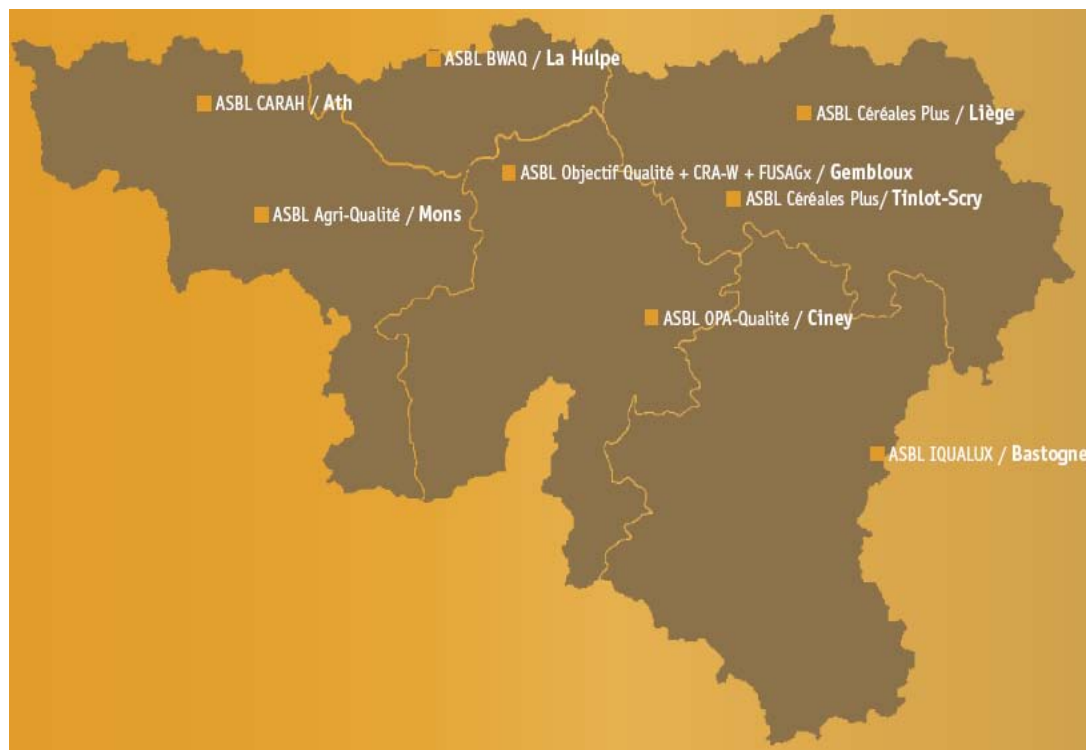 ASBL BWAQ / La Hulpe
ASBL CARAH / Ath
ASBL Céréales Plus / Liège
ASBL Objectif Qualité + CRA-W + FUSAGx / Gembloux
ASBL Céréales Plus/ Tinlot-Scry
ASBL Agri-Qualité / Mons
ASBL OPA-Qualité / Ciney
ASBL IQUALUX / Bastogne